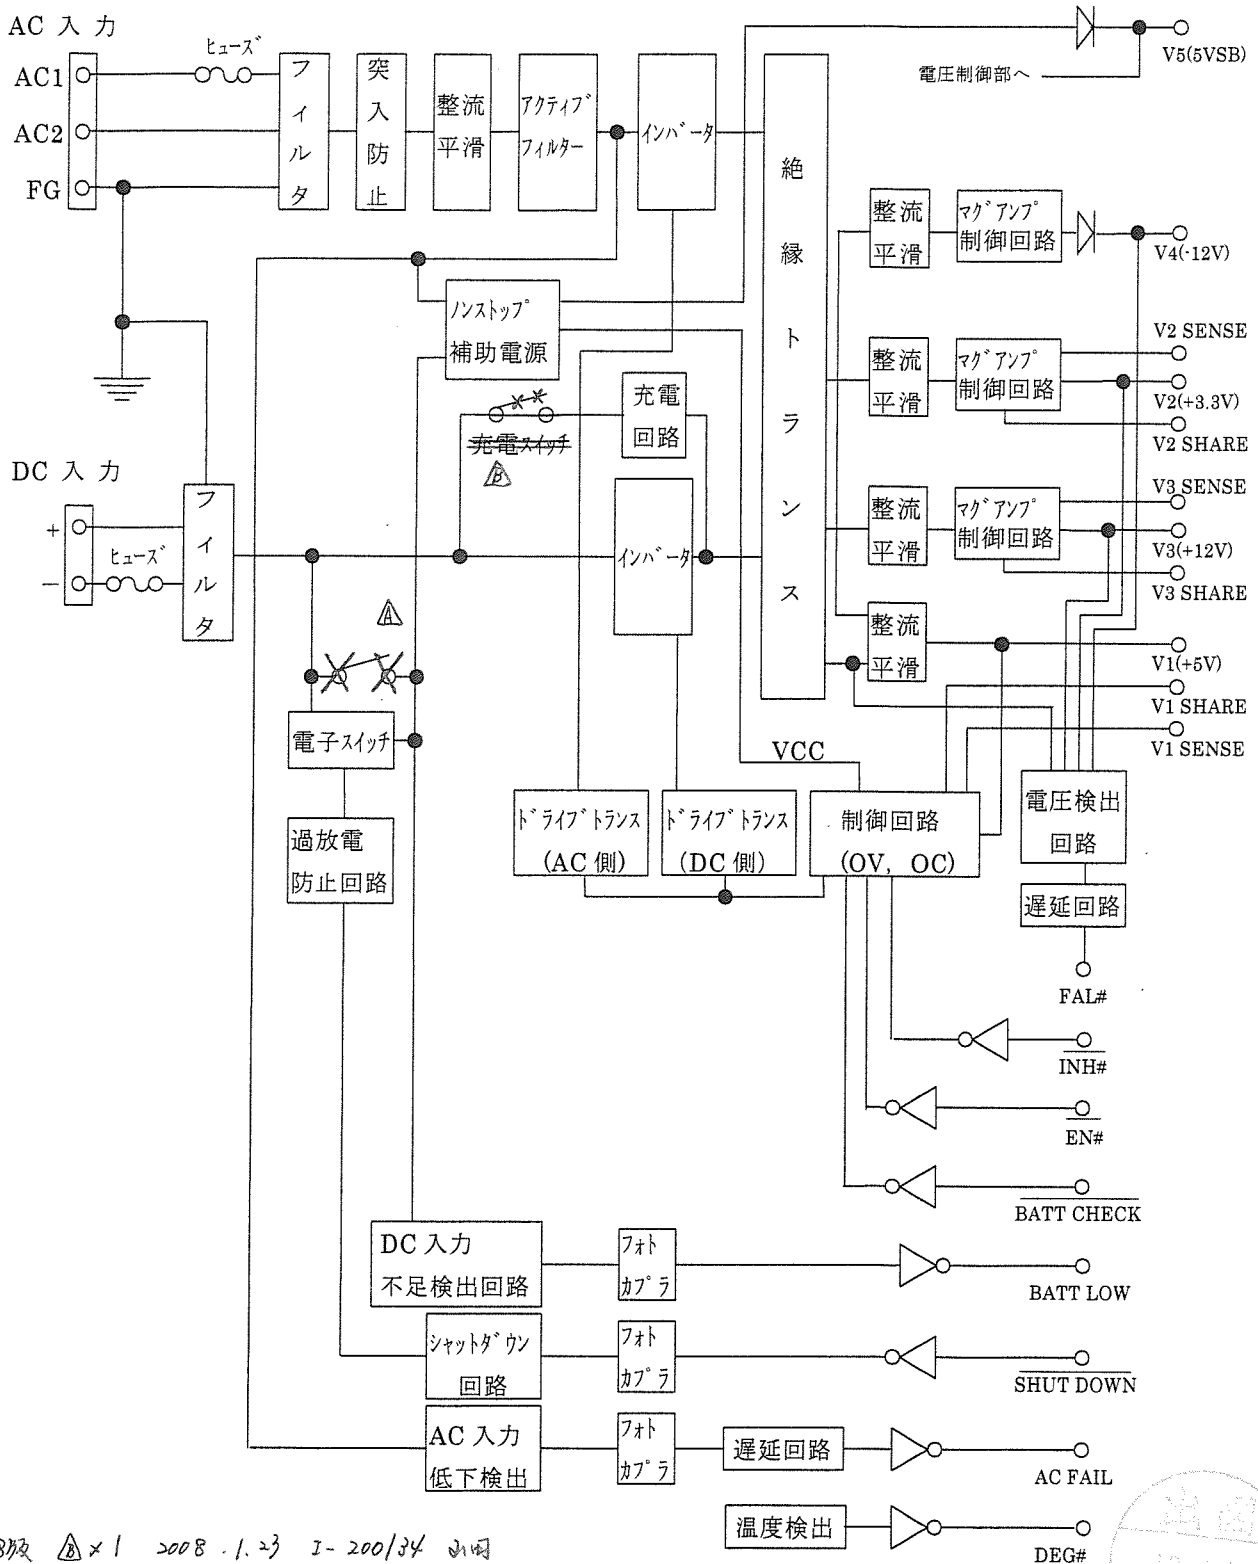 AC 入力
ヒューズ
AC1
AC2
FG
フィルタ
突入防止
整流
平滑
アクティブ
フィルター
インバータ
絶縁トランス
V5(5VSB)
電圧制御部へ
整流
平滑
マグアンプ
制御回路
V4(-12V)
ノンストップ
補助電源
整流
平滑
マグアンプ
制御回路
V2 SENSE
V2(+3.3V)
V2 SHARE
充電スイッチ
B
充電
回路
DC 入力
+
ヒューズ
−
フィルタ
インバータ
整流
平滑
マグアンプ
制御回路
V3 SENSE
V3(+12V)
V3 SHARE
A
整流
平滑
V1(+5V)
V1 SHARE
V1 SENSE
電子スイッチ
VCC
過放電
防止回路
ドライブトランス
(AC 側)
ドライブトランス
(DC 側)
制御回路
(OV, OC)
電圧検出
回路
遅延回路
FAL#
INH#
EN#
BATT CHECK
DC 入力
不足検出回路
フォト
カプラ
BATT LOW
シャットダウン
回路
フォト
カプラ
SHUT DOWN
AC 入力
低下検出
フォト
カプラ
遅延回路
AC FAIL
温度検出
DEG#
B版 B×1 2008.1.23 I-200134 山田